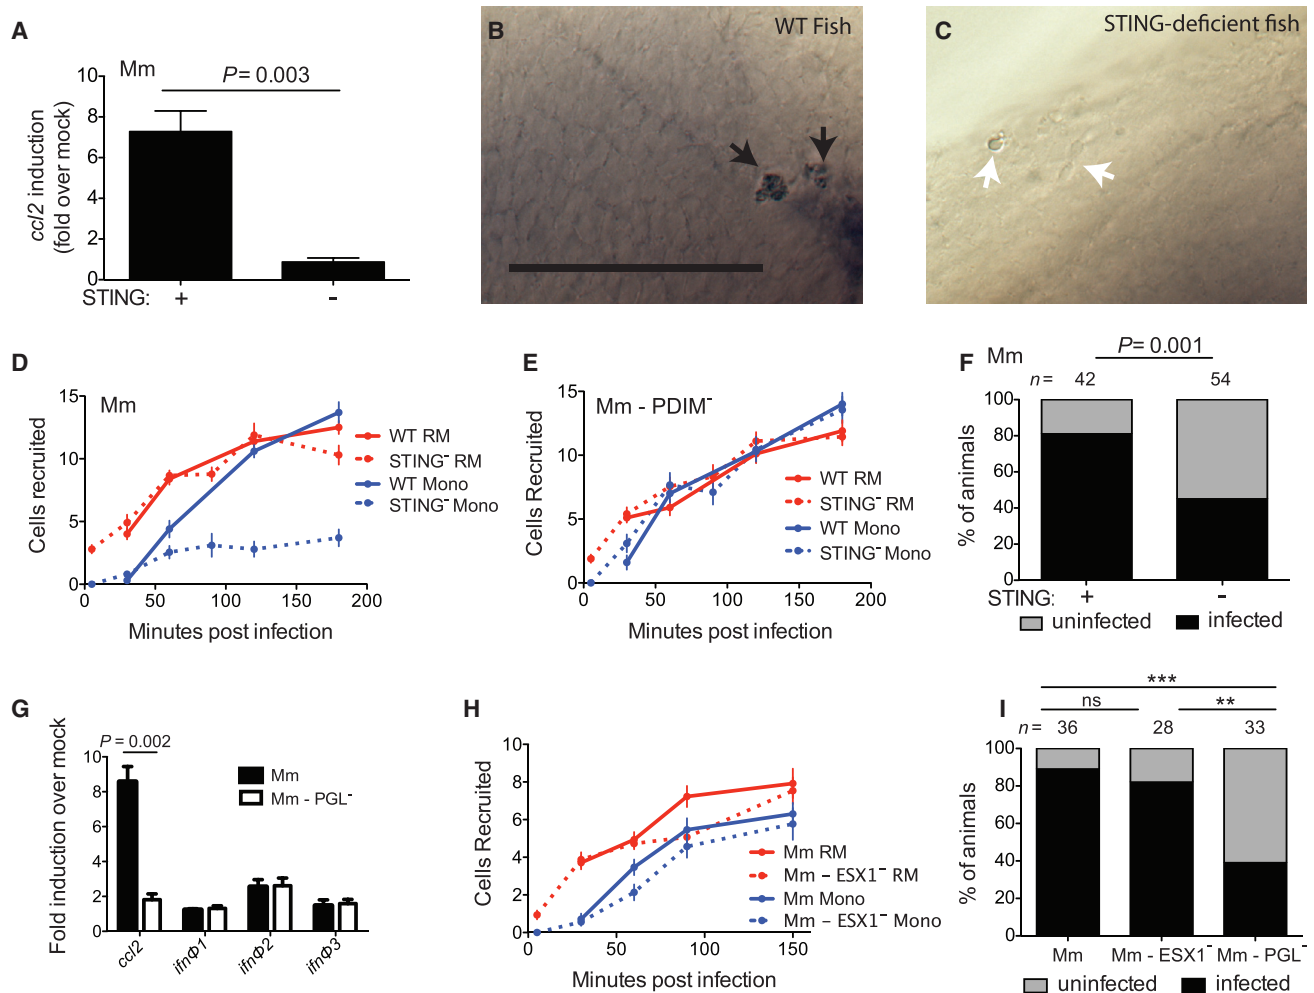 A
Mm
P= 0.003
ccl2 induction
(fold over mock)
10
8
6
4
2
0
STING: + -
B
WT Fish
C
STING-deficient fish
D
Mm
Cells recruited
15
10
5
0
0 50 100 150 200
Minutes post infection
WT RM
STING⁻ RM
WT Mono
STING⁻ Mono
E
Mm - PDIM⁻
Cells Recruited
15
10
5
0
0 50 100 150 200
Minutes post infection
WT RM
STING⁻ RM
WT Mono
STING⁻ Mono
F
Mm
P= 0.001
n = 42 54
% of animals
100
80
60
40
20
0
STING: + -
uninfected infected
G
Fold induction over mock
P = 0.002
10
8
6
4
2
0
Mm
Mm - PGL⁻
ccl2 ifnΦ1 ifnΦ2 ifnΦ3
H
Cells Recruited
10
8
6
4
2
0
0 50 100 150
Minutes post infection
Mm RM
Mm - ESX1⁻ RM
Mm Mono
Mm - ESX1⁻ Mono
I
***
ns **
n = 36 28 33
% of animals
100
80
60
40
20
0
Mm Mm - ESX1⁻ Mm - PGL⁻
uninfected infected